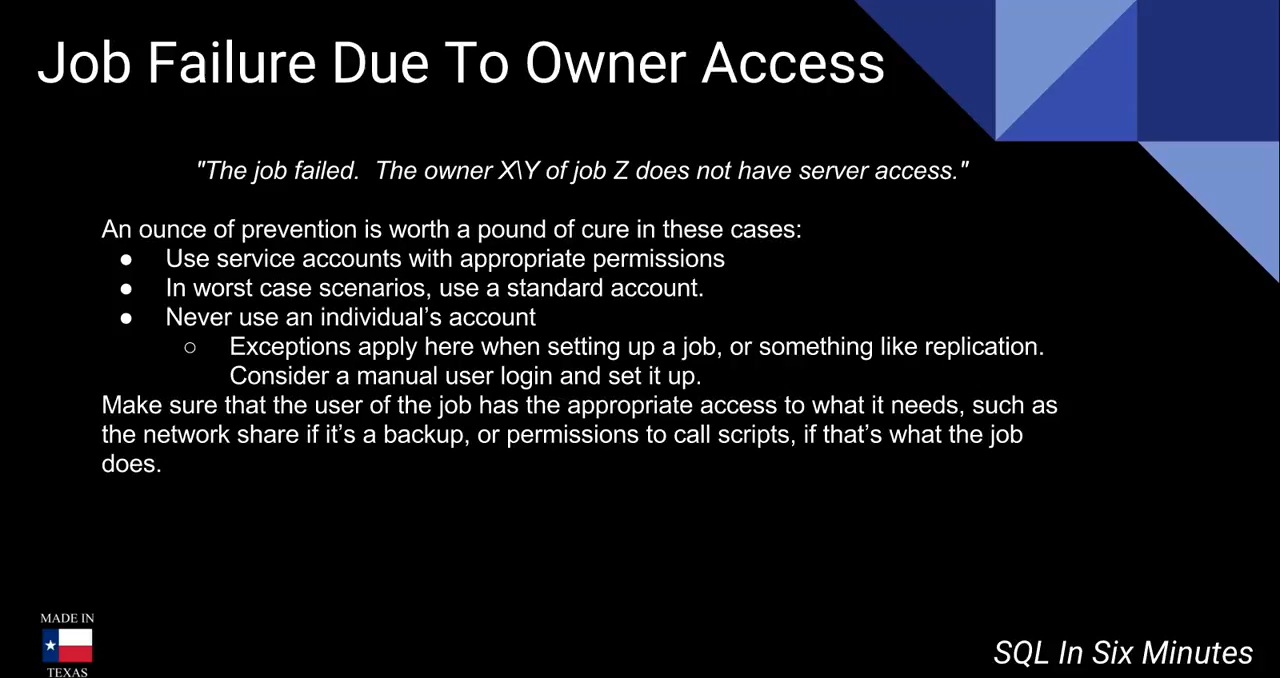 Job Failure Due To Owner Access
"The job failed.  The owner X\Y of job Z does not have server access."
An ounce of prevention is worth a pound of cure in these cases:
● Use service accounts with appropriate permissions
● In worst case scenarios, use a standard account.
● Never use an individual’s account
○ Exceptions apply here when setting up a job, or something like replication.
Consider a manual user login and set it up.
Make sure that the user of the job has the appropriate access to what it needs, such as
the network share if it’s a backup, or permissions to call scripts, if that’s what the job
does.
MADE IN
TEXAS
SQL In Six Minutes